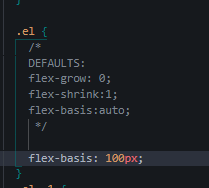 }
.el {
/*
DEFAULTS:
flex-grow: 0;
flex-shrink:1;
flex-basis:auto;
*/
flex-basis: 100px;
}